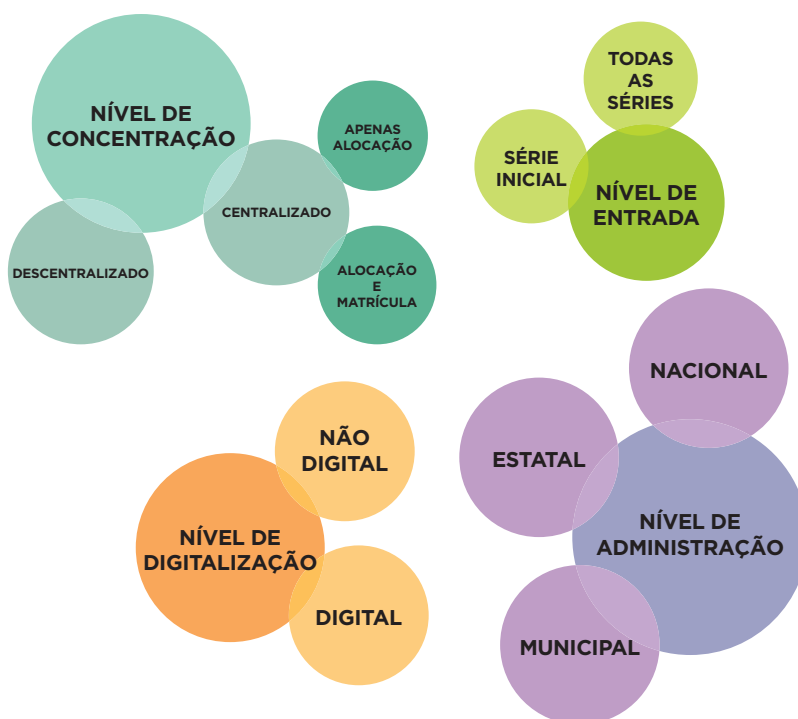 NÍVEL DE
CONCENTRAÇÃO
APENAS
ALOCAÇÃO
CENTRALIZADO
DESCENTRALIZADO
ALOCAÇÃO
E
MATRÍCULA
TODAS
AS
SÉRIES
SÉRIE
INICIAL
NÍVEL DE
ENTRADA
NÃO
DIGITAL
NÍVEL DE
DIGITALIZAÇÃO
DIGITAL
NACIONAL
ESTATAL
NÍVEL DE
ADMINISTRAÇÃO
MUNICIPAL